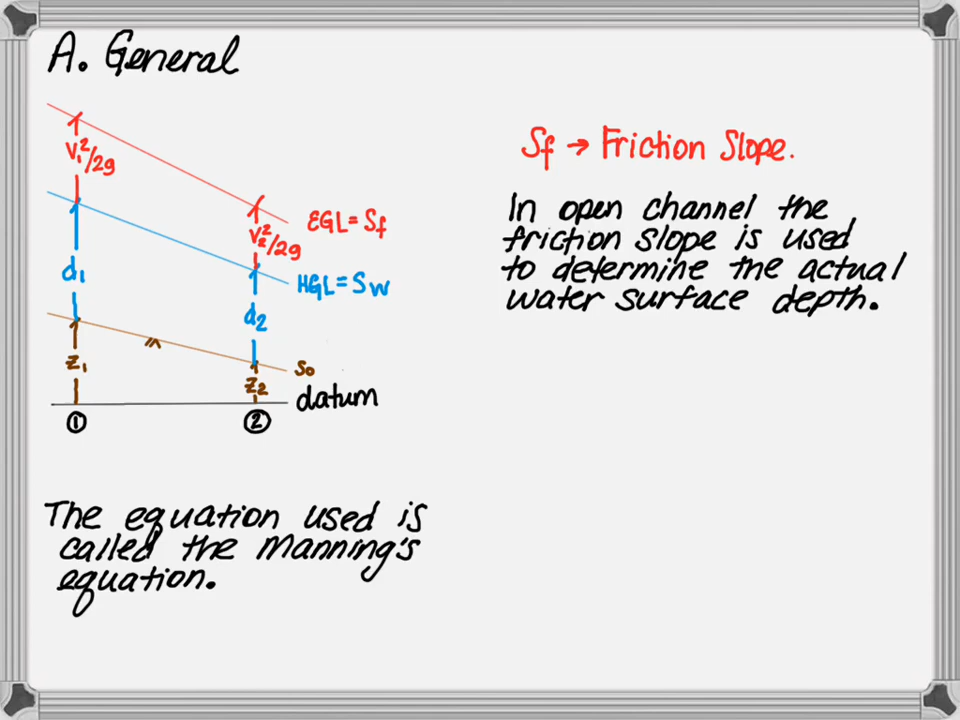 A. General
V₁²/2g
V₂²/2g
EGL = Sf
d₁
HGL = Sw
d₂
Z₁
Z₂
So
datum
① ②
The equation used is
called the Manning's
equation.
Sf → Friction Slope.
In open channel the
friction slope is used
to determine the actual
water surface depth.